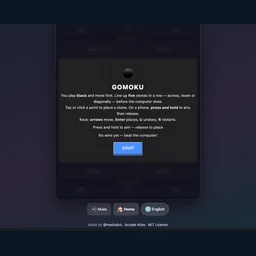 GOMOKU
You play black and move first. Line up five stones in a row — across, down or
diagonally — before the computer does.
Tap or click a point to place a stone. On a phone, press and hold to aim,
then release.
Keys: arrows move, Enter places, U undoes, R restarts.
Press and hold to aim — release to place
No wins yet — beat the computer!
START
Mute
Home
English
Made by @mashukui · Arcade Atlas · MIT License